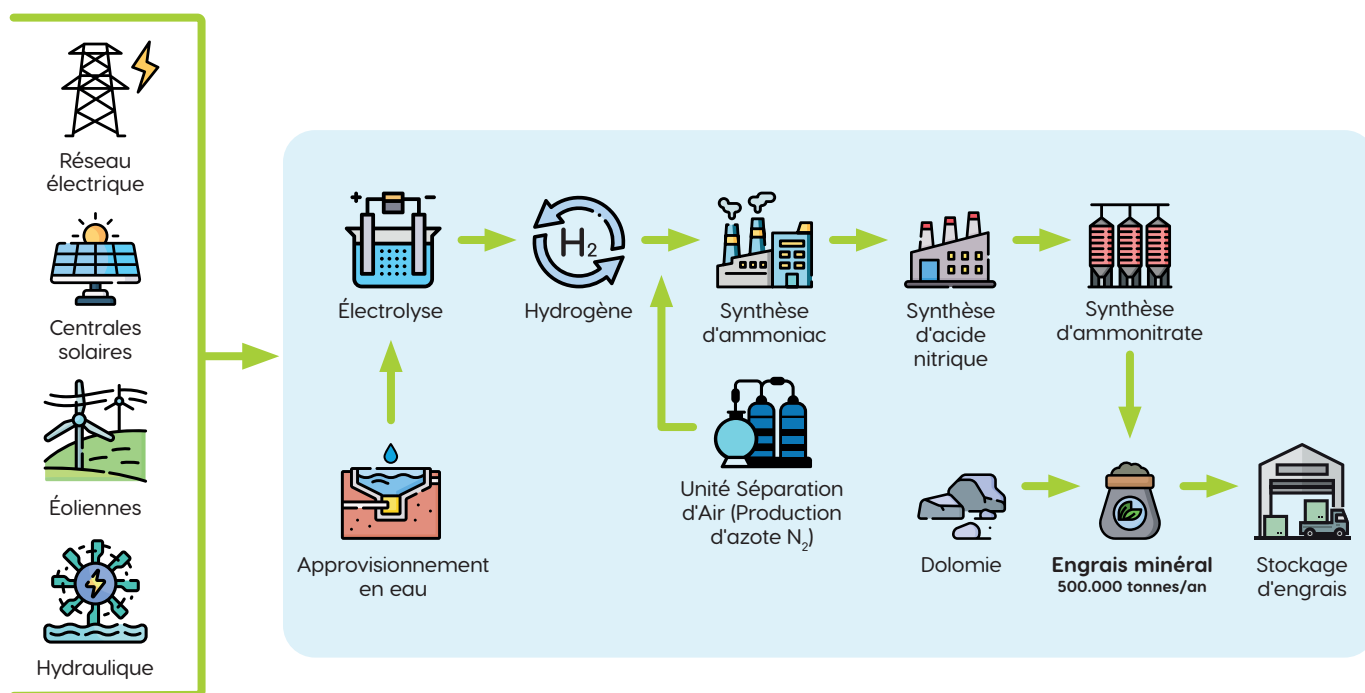 Réseau
électrique
Centrales
solaires
Éoliennes
Hydraulique
+
−
Électrolyse
H2
Hydrogène
Synthèse
d'ammoniac
Synthèse
d'acide
nitrique
Synthèse
d'ammonitrate
Approvisionnement
en eau
Unité Séparation
d'Air (Production
d'azote N2)
Dolomie
Engrais minéral
500.000 tonnes/an
Stockage
d'engrais